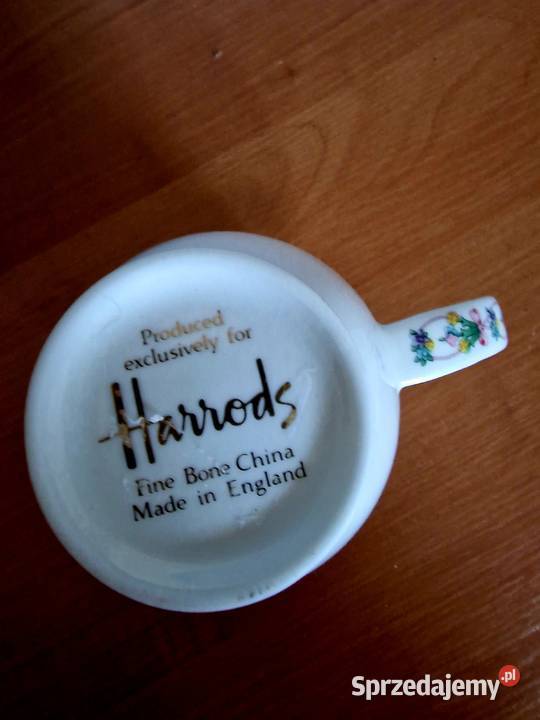 Produced
exclusively for
Harrods
Fine Bone China
Made in England
Sprzedajemy.pl